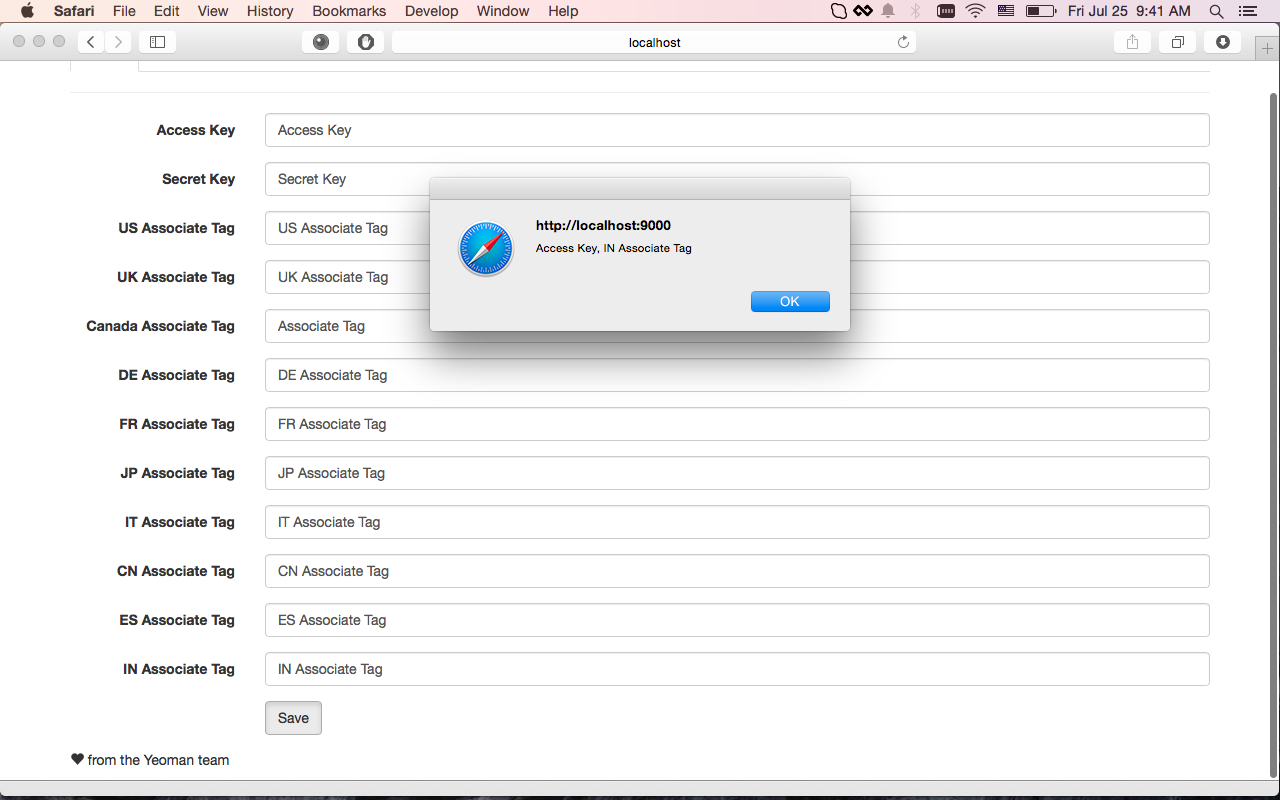 Safari File Edit View History Bookmarks Develop Window Help Fri Jul 25 9:41 AM
localhost
Access Key Access Key
Secret Key Secret Key
http://localhost:9000
Access Key, IN Associate Tag
OK
US Associate Tag US Associate Tag
UK Associate Tag UK Associate Tag
Canada Associate Tag Associate Tag
DE Associate Tag DE Associate Tag
FR Associate Tag FR Associate Tag
JP Associate Tag JP Associate Tag
IT Associate Tag IT Associate Tag
CN Associate Tag CN Associate Tag
ES Associate Tag ES Associate Tag
IN Associate Tag IN Associate Tag
Save
♥ from the Yeoman team